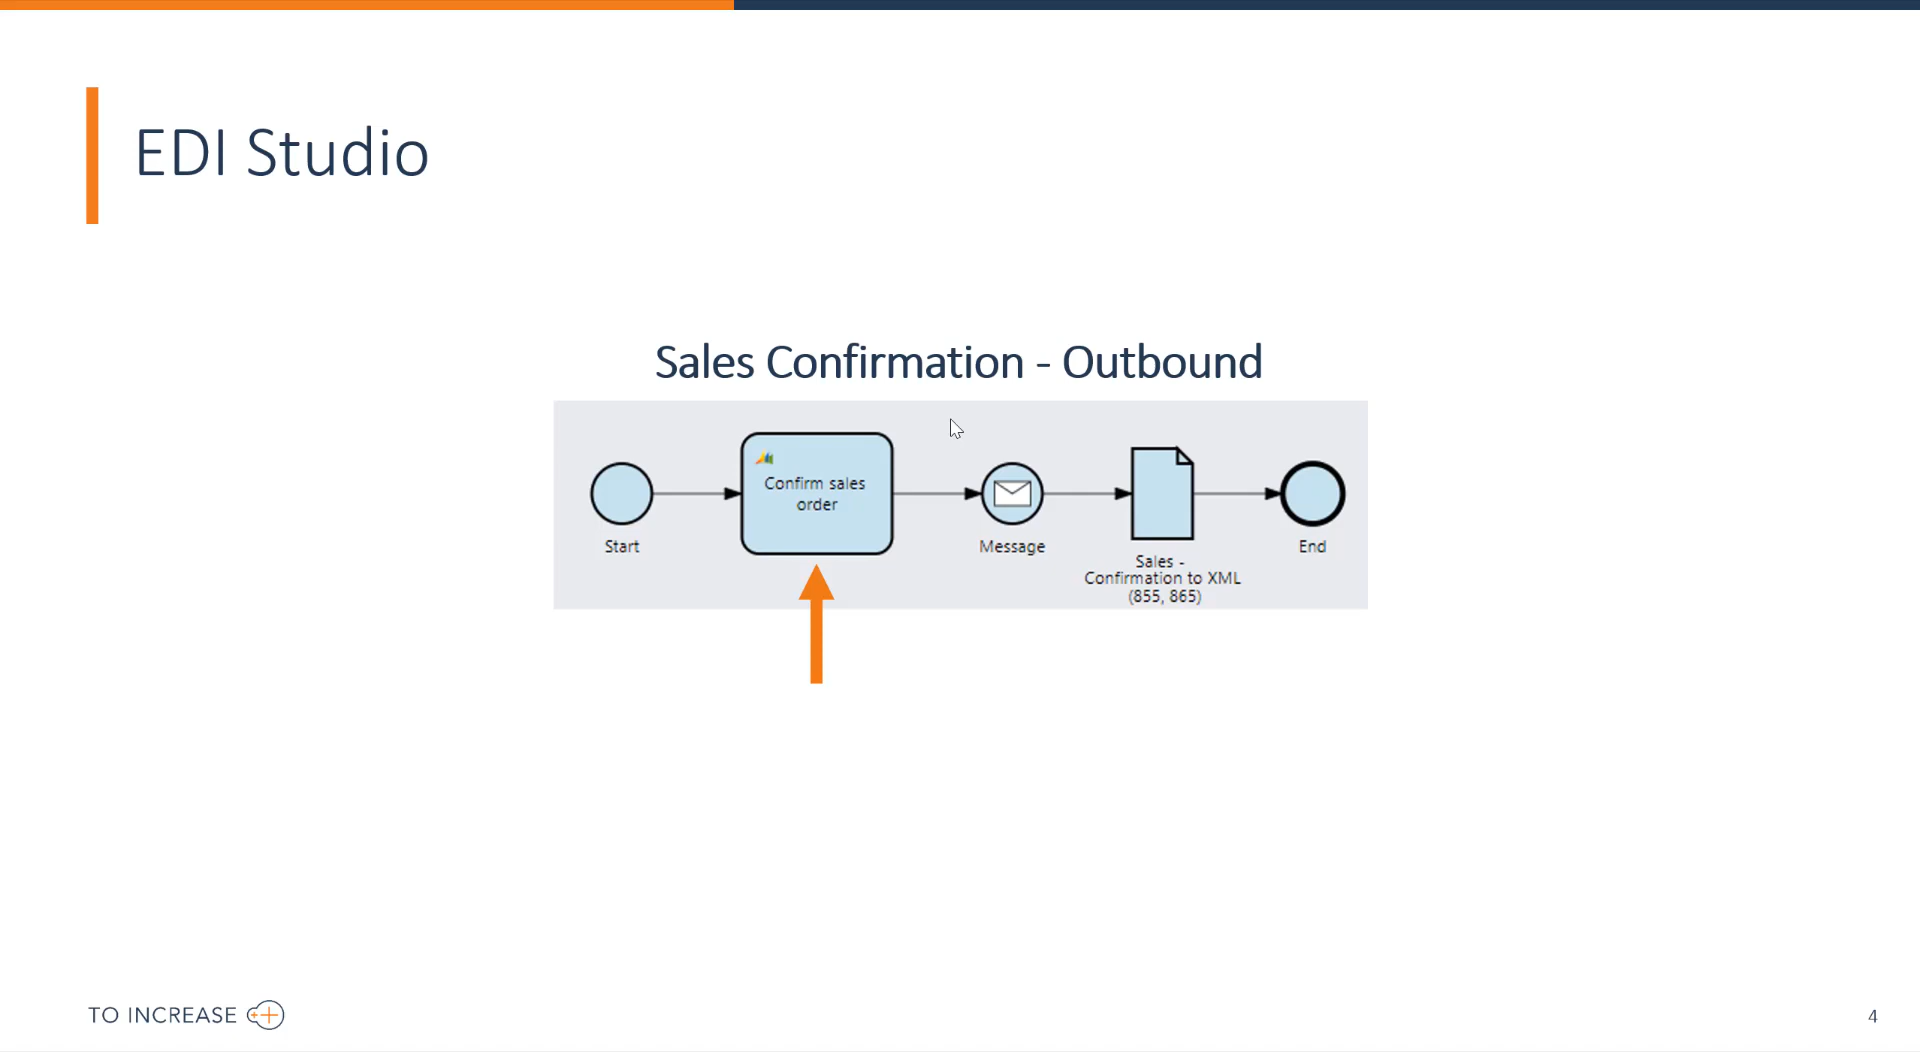 EDI Studio
Sales Confirmation - Outbound
Confirm sales
order
Start
Message
Sales -
Confirmation to XML
(855, 865)
End
TO INCREASE
4